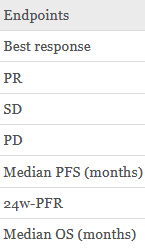 Endpoints
Best response
PR
SD
PD
Median PFS (months)
24w-PFR
Median OS (months)